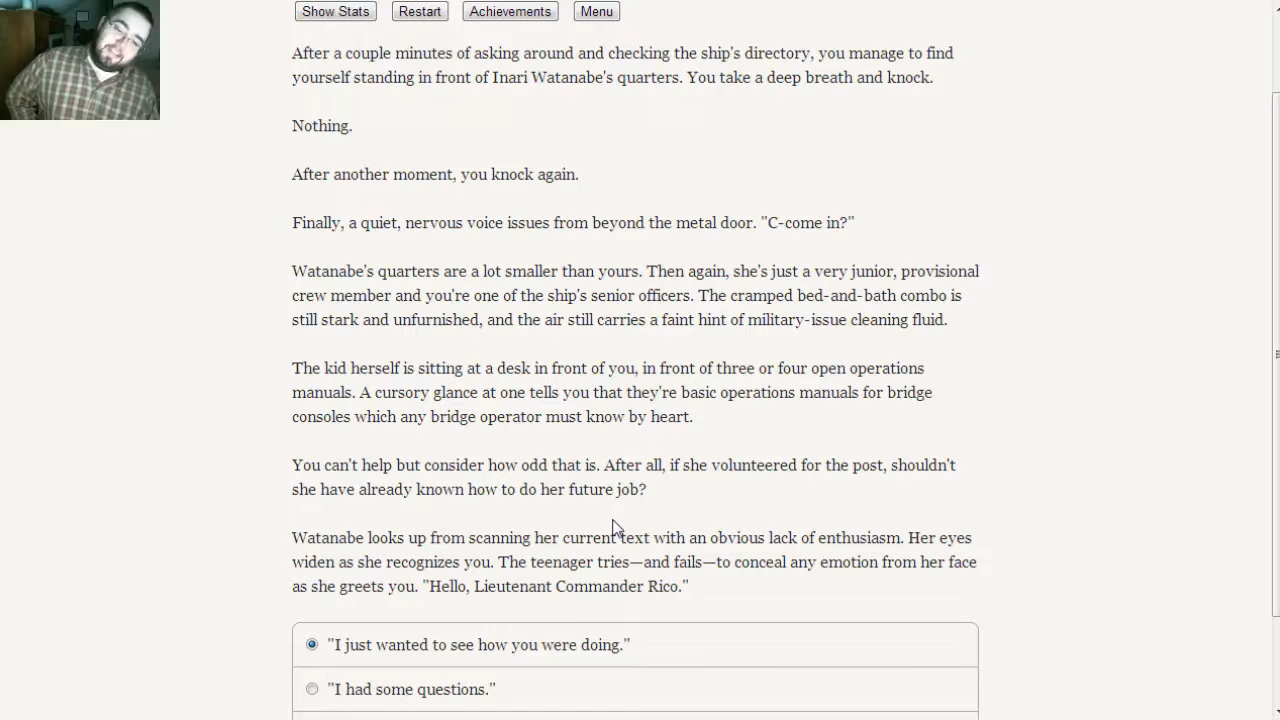 Show Stats Restart Achievements Menu
After a couple minutes of asking around and checking the ship's directory, you manage to find
yourself standing in front of Inari Watanabe's quarters. You take a deep breath and knock.
Nothing.
After another moment, you knock again.
Finally, a quiet, nervous voice issues from beyond the metal door. "C-come in?"
Watanabe's quarters are a lot smaller than yours. Then again, she's just a very junior, provisional
crew member and you're one of the ship's senior officers. The cramped bed-and-bath combo is
still stark and unfurnished, and the air still carries a faint hint of military-issue cleaning fluid.
The kid herself is sitting at a desk in front of you, in front of three or four open operations
manuals. A cursory glance at one tells you that they're basic operations manuals for bridge
consoles which any bridge operator must know by heart.
You can't help but consider how odd that is. After all, if she volunteered for the post, shouldn't
she have already known how to do her future job?
Watanabe looks up from scanning her current text with an obvious lack of enthusiasm. Her eyes
widen as she recognizes you. The teenager tries—and fails—to conceal any emotion from her face
as she greets you. "Hello, Lieutenant Commander Rico."
"I just wanted to see how you were doing."
"I had some questions."